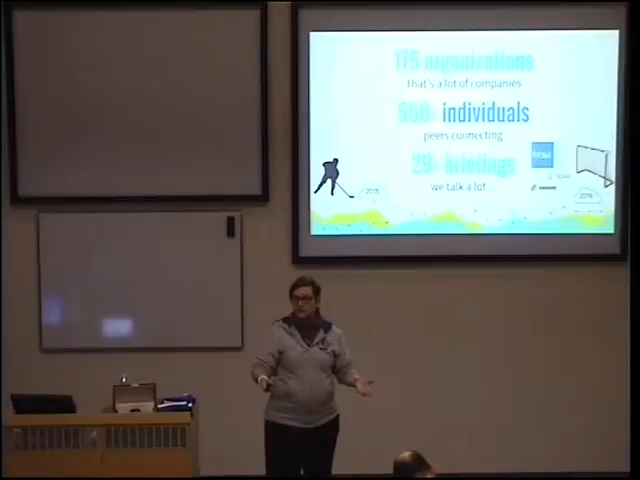 175 organizations
That's a lot of companies
550+ individuals
peers connecting
29+ briefings
we talk a lot...
2015
2016